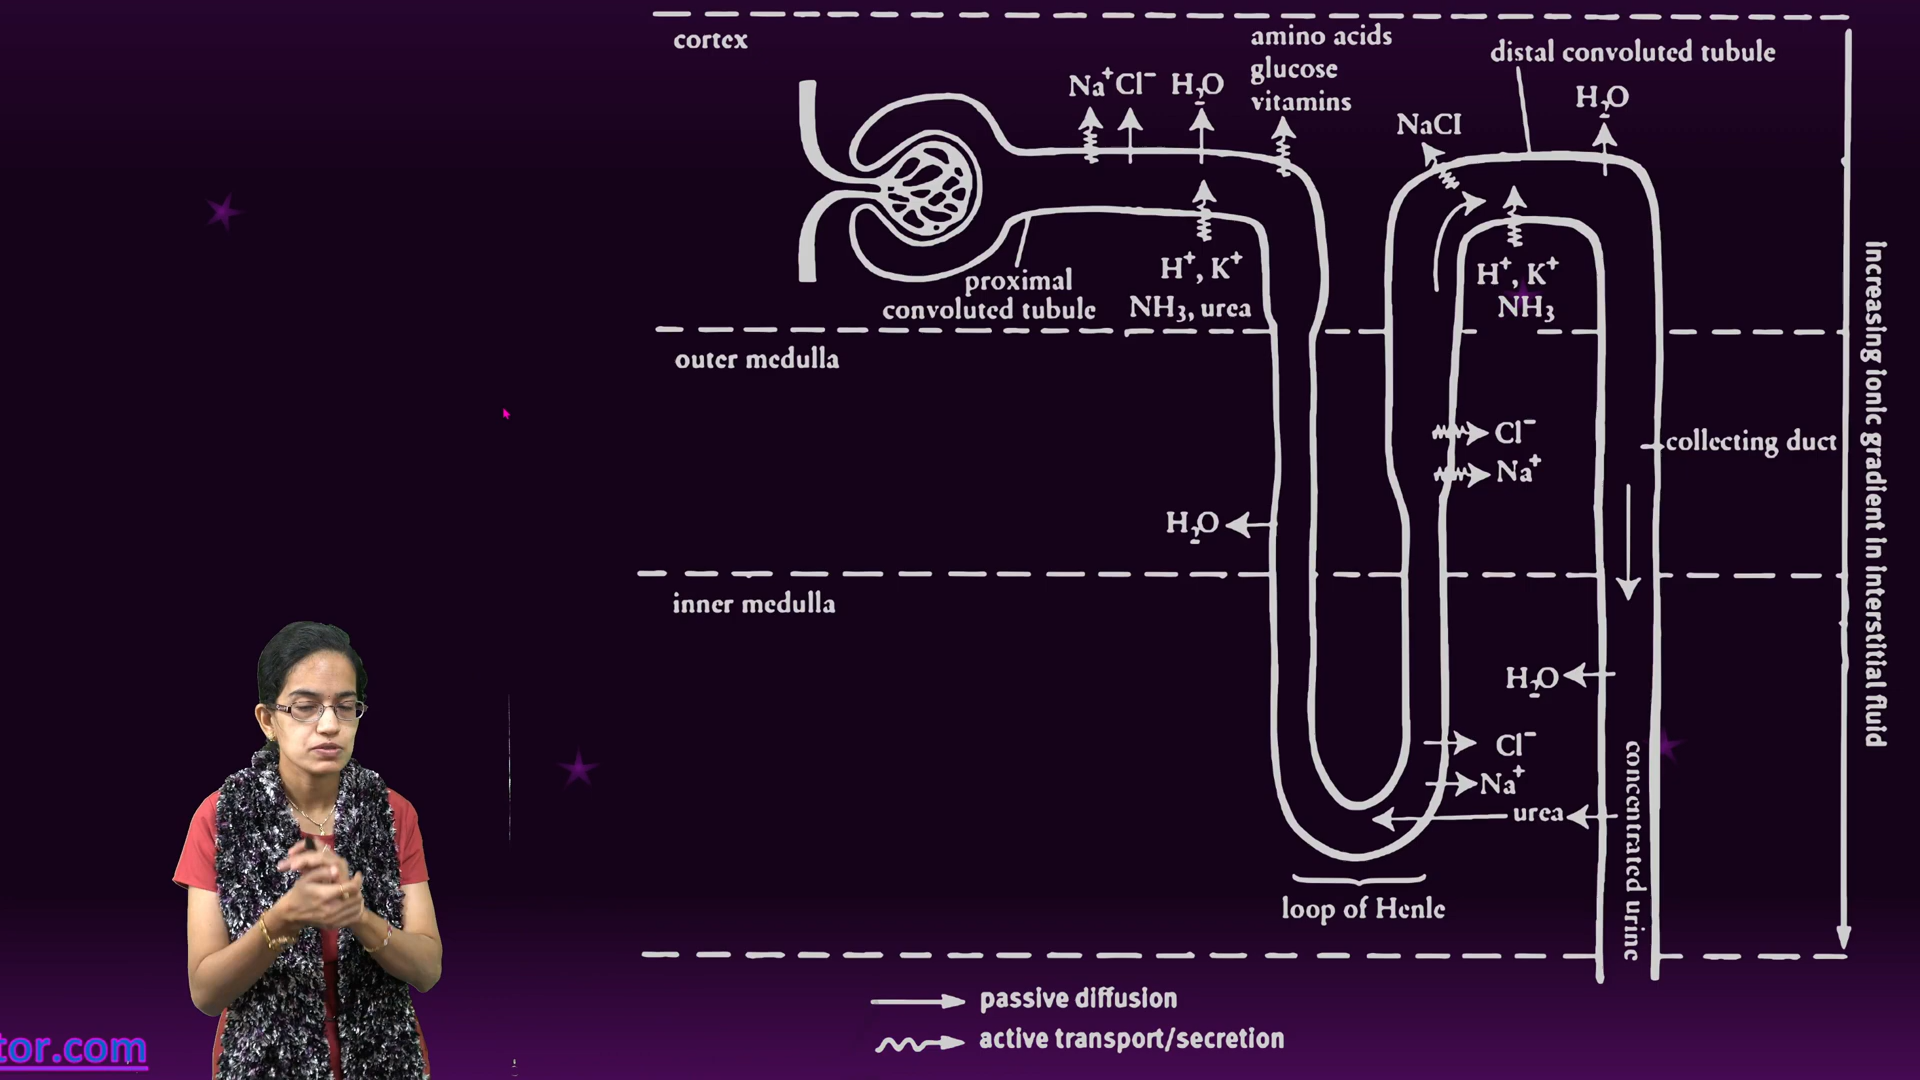 cortex
amino acids
glucose
vitamins
distal convoluted tubule
Na⁺ Cl⁻ H₂O
NaCl
H₂O
H⁺, K⁺
NH₃, urea
proximal
convoluted tubule
H⁺, K⁺
NH₃
outer medulla
Cl⁻
Na⁺
collecting duct
H₂O
increasing ionic gradient in interstitial fluid
inner medulla
H₂O
Cl⁻
Na⁺
urea
concentrated urine
loop of Henle
passive diffusion
active transport/secretion
tor.com